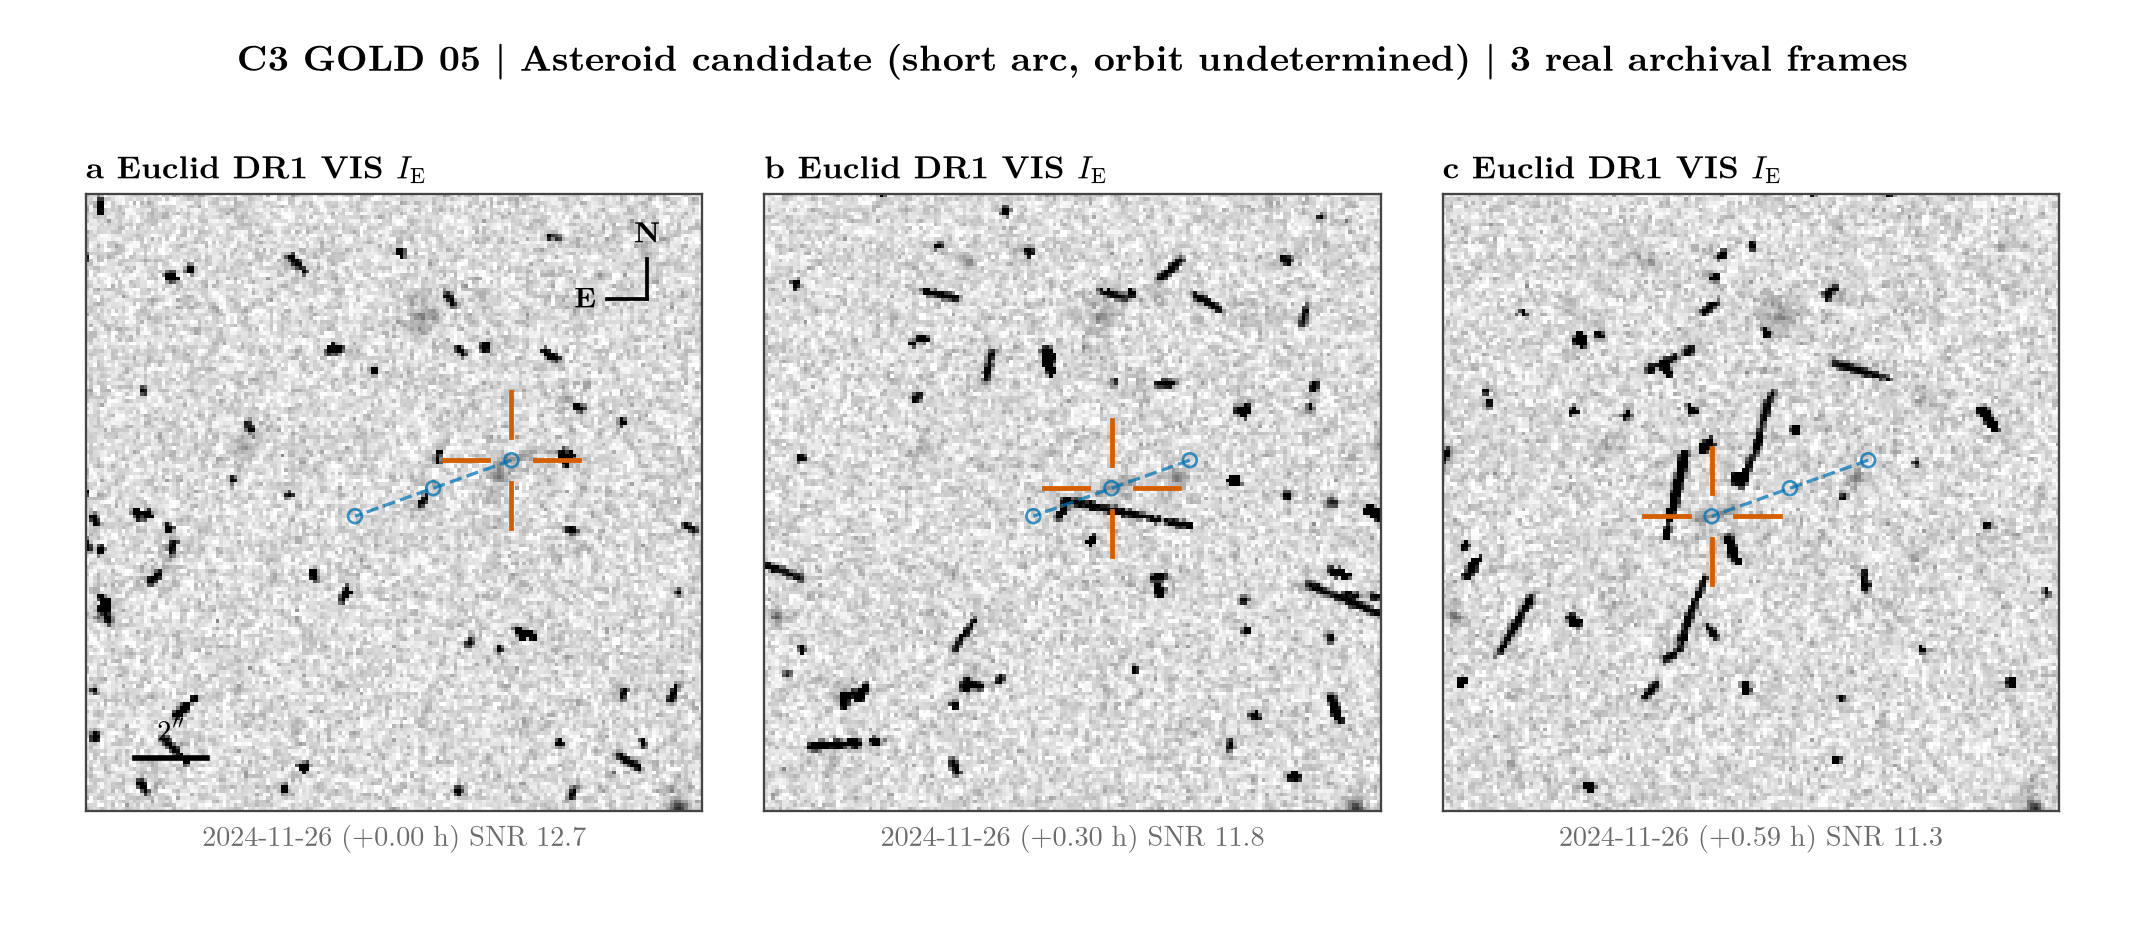 C3 GOLD 05 | Asteroid candidate (short arc, orbit undetermined) | 3 real archival frames
a Euclid DR1 VIS I_E
b Euclid DR1 VIS I_E
c Euclid DR1 VIS I_E
N
E
2″
2024-11-26 (+0.00 h) SNR 12.7
2024-11-26 (+0.30 h) SNR 11.8
2024-11-26 (+0.59 h) SNR 11.3